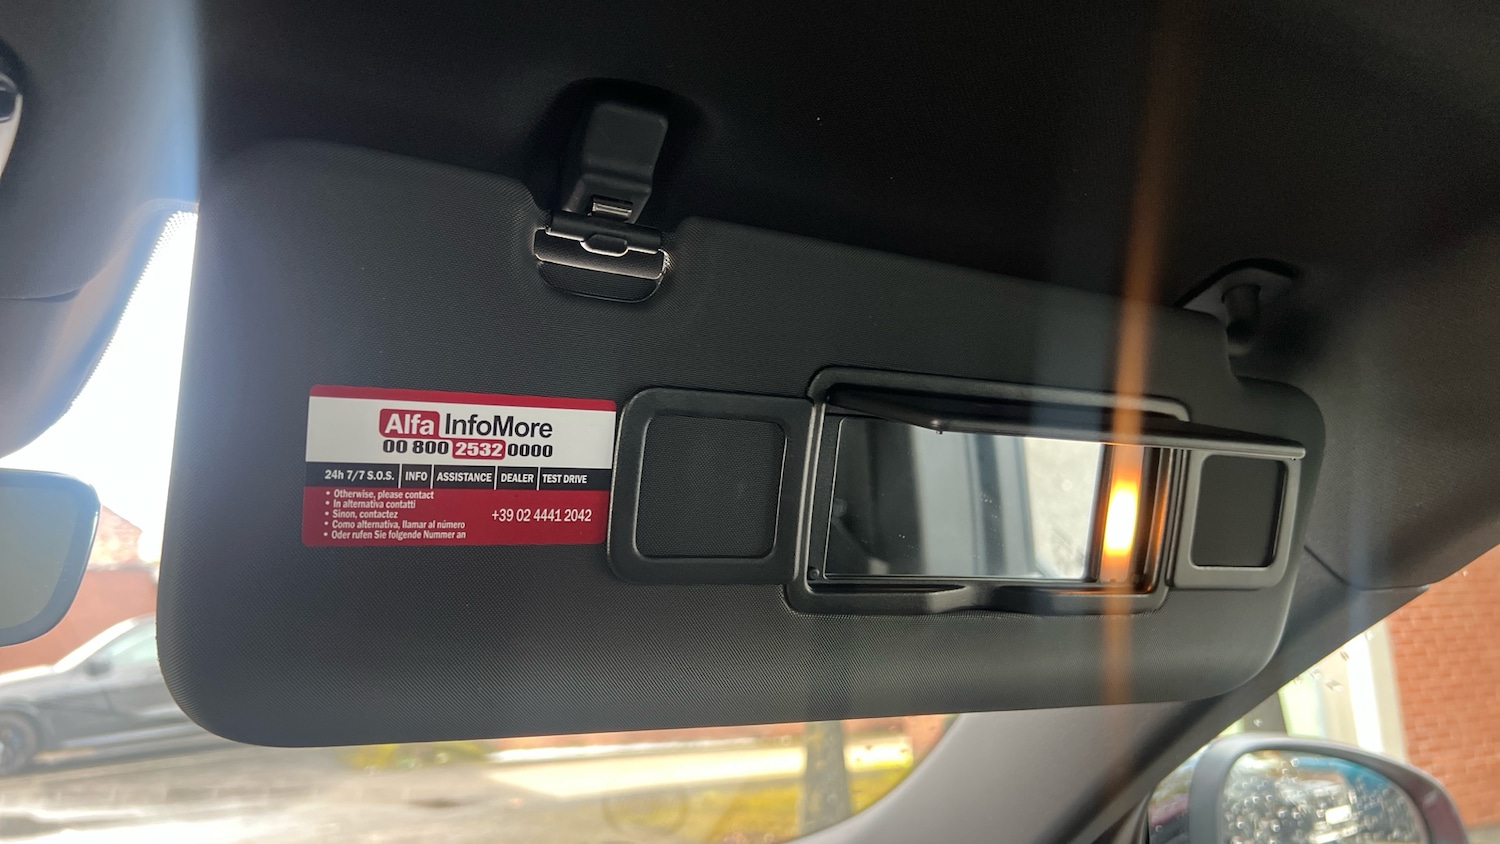 Alfa InfoMore
00 800 2532 0000
24h 7/7 S.O.S. INFO ASSISTANCE DEALER TEST DRIVE
• Otherwise, please contact
• In alternativa contatti
• Sinon, contactez
• Como alternativa, llamar al número
• Oder rufen Sie folgende Nummer an
+39 02 4441 2042